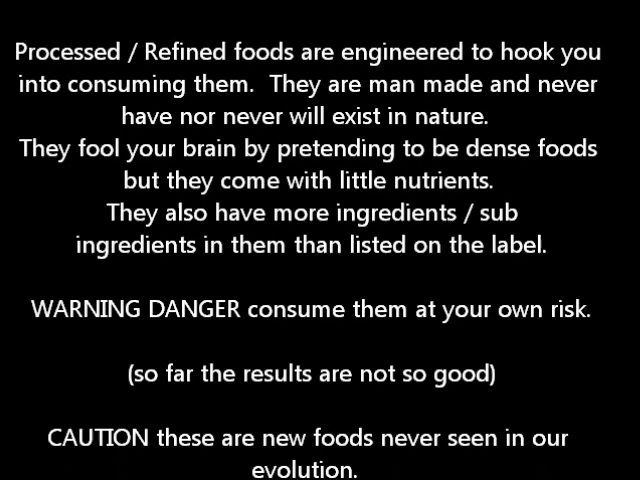 Processed / Refined foods are engineered to hook you
into consuming them.  They are man made and never
have nor never will exist in nature.
They fool your brain by pretending to be dense foods
but they come with little nutrients.
They also have more ingredients / sub
ingredients in them than listed on the label.
WARNING DANGER consume them at your own risk.
(so far the results are not so good)
CAUTION these are new foods never seen in our
evolution.